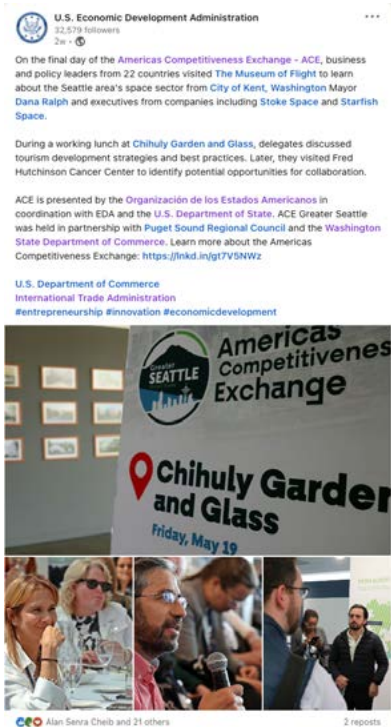 U.S. Economic Development Administration
32,579 followers
2w
On the final day of the Americas Competitiveness Exchange - ACE, business
and policy leaders from 22 countries visited The Museum of Flight to learn
about the Seattle area's space sector from City of Kent, Washington Mayor
Dana Ralph and executives from companies including Stoke Space and Starfish
Space.
During a working lunch at Chihuly Garden and Glass, delegates discussed
tourism development strategies and best practices. Later, they visited Fred
Hutchinson Cancer Center to identify potential opportunities for collaboration.
ACE is presented by the Organización de los Estados Americanos in
coordination with EDA and the U.S. Department of State. ACE Greater Seattle
was held in partnership with Puget Sound Regional Council and the Washington
State Department of Commerce. Learn more about the Americas
Competitiveness Exchange: https://lnkd.in/gt7V5NWz
U.S. Department of Commerce
International Trade Administration
#entrepreneurship #innovation #economicdevelopment
Greater
SEATTLE
Americas
Competitivenes
Exchange
Chihuly Garden
and Glass
Friday, May 19
Alan Senra Cheib and 21 others
2 reposts